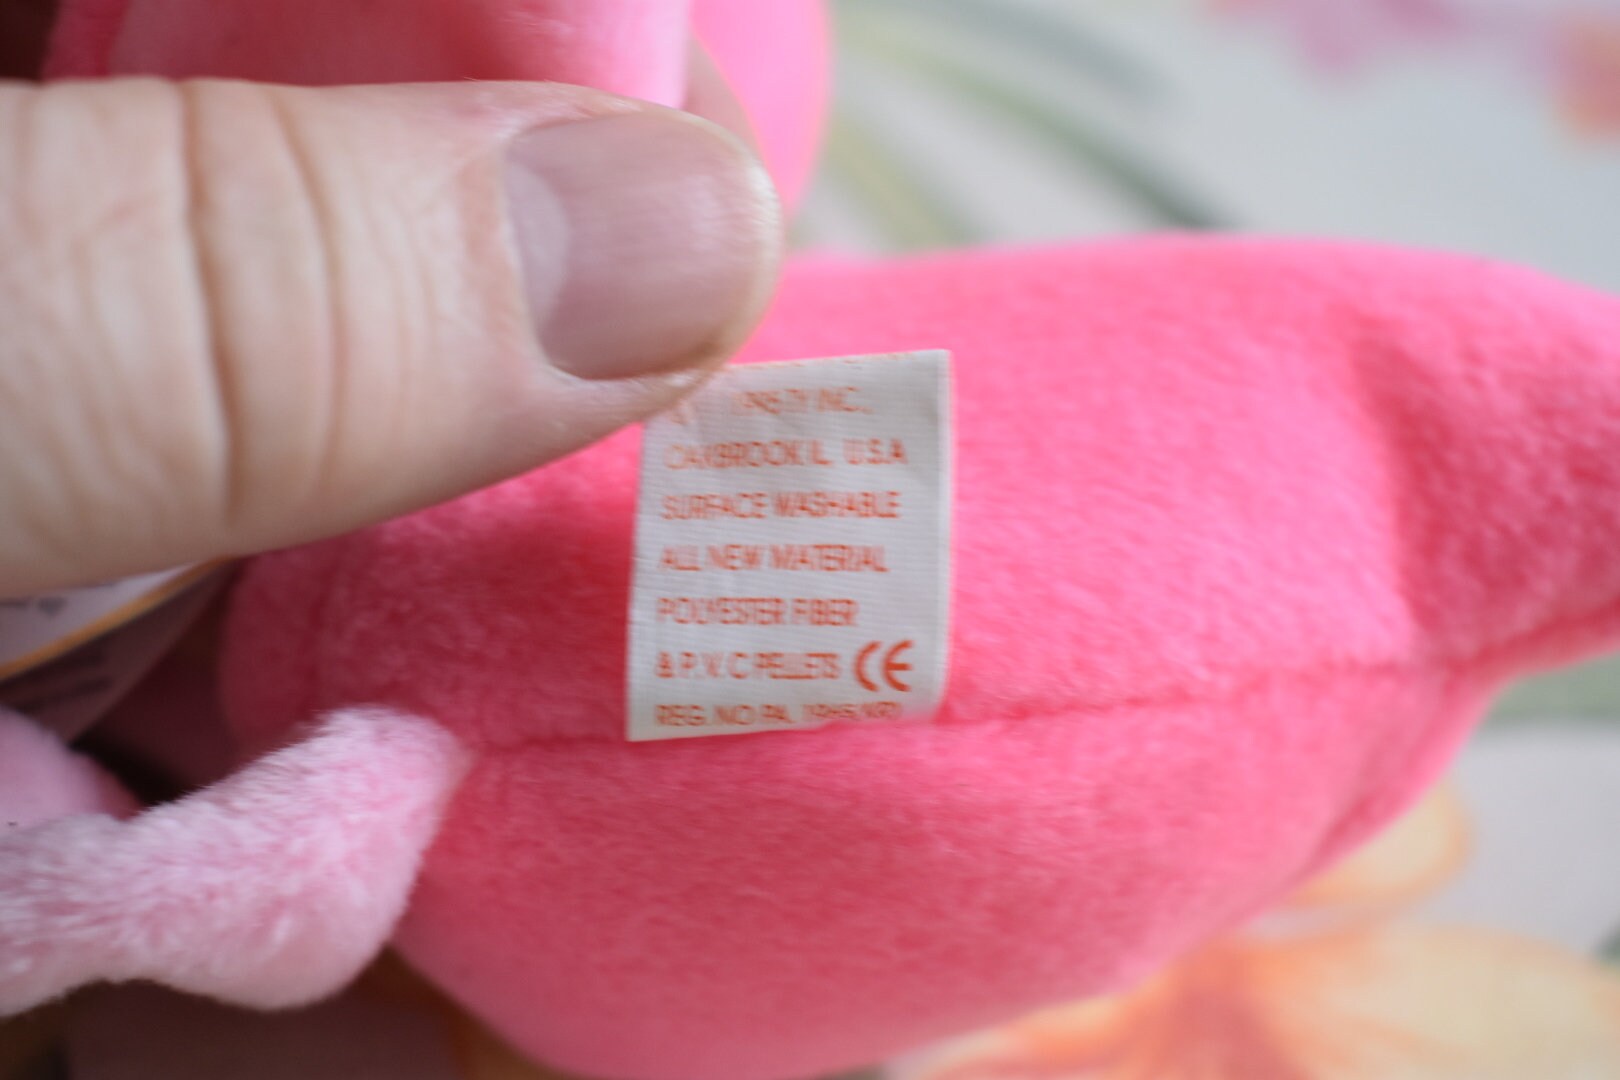 TY INC.
OAKBROOK IL. U.S.A
SURFACE WASHABLE
ALL NEW MATERIAL
POLYESTER FIBER
& P.V.C PELLETS CE
REG. NO PA.